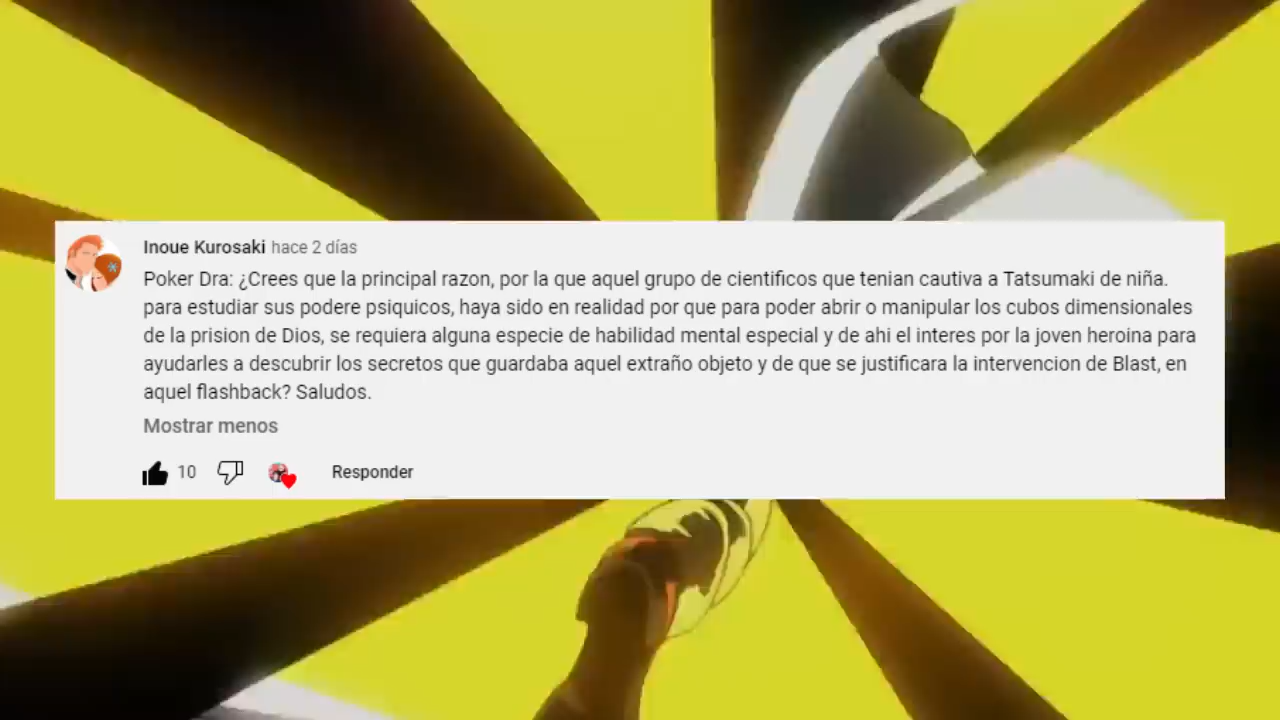 Inoue Kurosaki hace 2 días
Poker Dra: ¿Crees que la principal razon, por la que aquel grupo de cientificos que tenian cautiva a Tatsumaki de niña.
para estudiar sus podere psiquicos, haya sido en realidad por que para poder abrir o manipular los cubos dimensionales
de la prision de Dios, se requiera alguna especie de habilidad mental especial y de ahi el interes por la joven heroina para
ayudarles a descubrir los secretos que guardaba aquel extraño objeto y de que se justificara la intervencion de Blast, en
aquel flashback? Saludos.
Mostrar menos
10 Responder